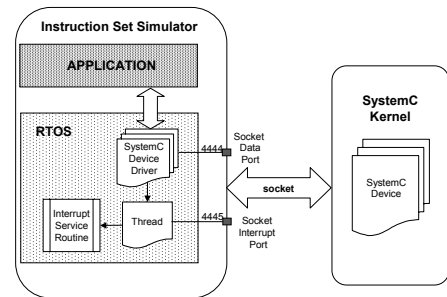 Instruction Set Simulator
APPLICATION
RTOS
SystemC
Device
Driver
4444
Socket
Data
Port
Interrupt
Service
Routine
Thread
4445
Socket
Interrupt
Port
socket
SystemC
Kernel
SystemC
Device